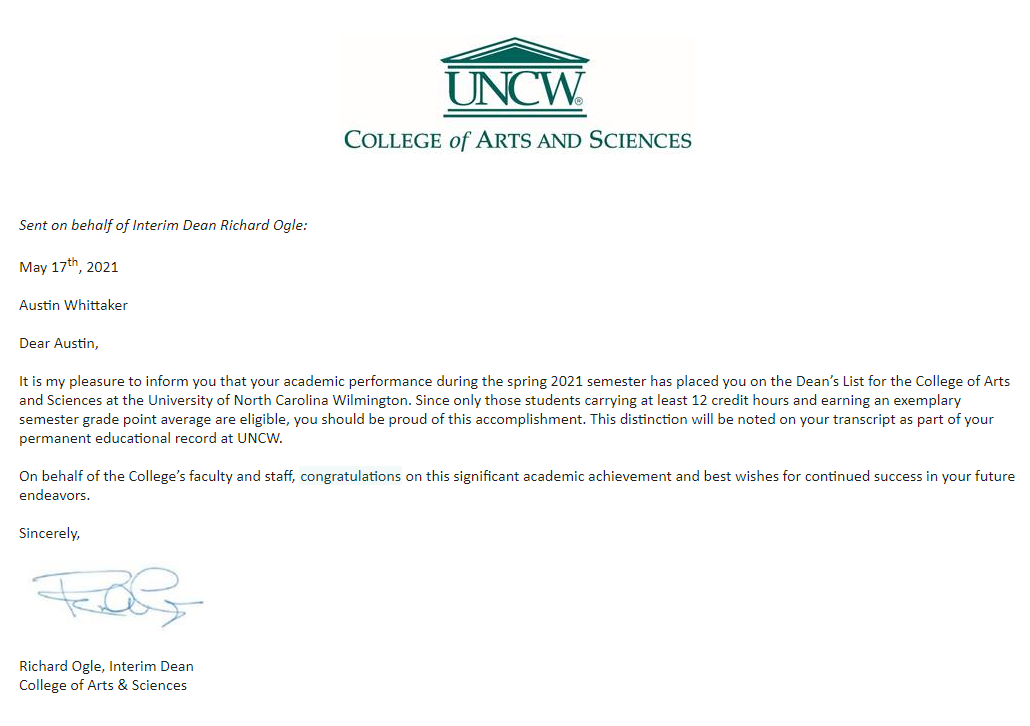 UNCW®
COLLEGE of ARTS AND SCIENCES
Sent on behalf of Interim Dean Richard Ogle:
May 17th, 2021
Austin Whittaker
Dear Austin,
It is my pleasure to inform you that your academic performance during the spring 2021 semester has placed you on the Dean’s List for the College of Arts
and Sciences at the University of North Carolina Wilmington. Since only those students carrying at least 12 credit hours and earning an exemplary
semester grade point average are eligible, you should be proud of this accomplishment. This distinction will be noted on your transcript as part of your
permanent educational record at UNCW.
On behalf of the College’s faculty and staff, congratulations on this significant academic achievement and best wishes for continued success in your future
endeavors.
Sincerely,
Richard Ogle, Interim Dean
College of Arts & Sciences